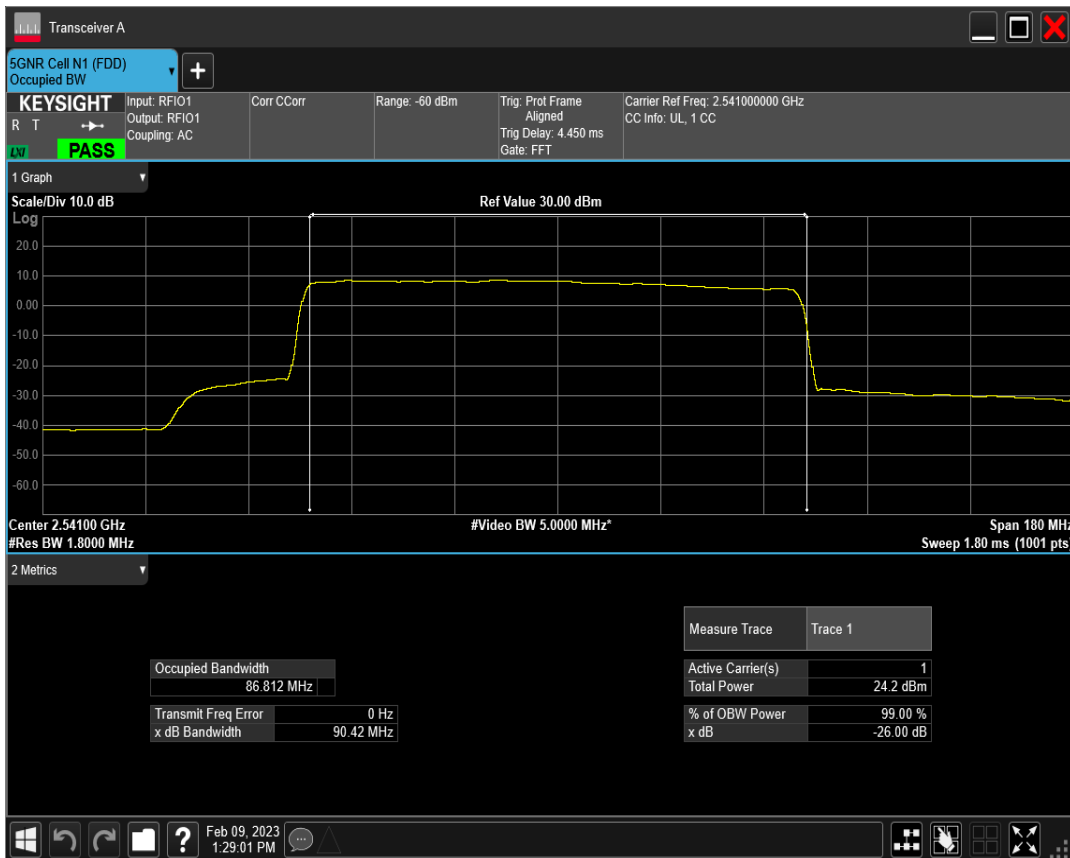 Transceiver A
5GNR Cell N1 (FDD)
Occupied BW
+
KEYSIGHT
R T
LXI
PASS
Input: RFIO1
Output: RFIO1
Coupling: AC
Corr CCorr
Range: -60 dBm
Trig: Prot Frame
Aligned
Trig Delay: 4.450 ms
Gate: FFT
Carrier Ref Freq: 2.541000000 GHz
CC Info: UL, 1 CC
1 Graph
Scale/Div 10.0 dB
Ref Value 30.00 dBm
Log
20.0
10.0
0.00
-10.0
-20.0
-30.0
-40.0
-50.0
-60.0
Center 2.54100 GHz
#Video BW 5.0000 MHz*
Span 180 MHz
#Res BW 1.8000 MHz
Sweep 1.80 ms (1001 pts)
2 Metrics
Measure Trace Trace 1
Occupied Bandwidth
86.812 MHz
Active Carrier(s) 1
Total Power 24.2 dBm
Transmit Freq Error 0 Hz
x dB Bandwidth 90.42 MHz
% of OBW Power 99.00 %
x dB -26.00 dB
?
Feb 09, 2023
1:29:01 PM